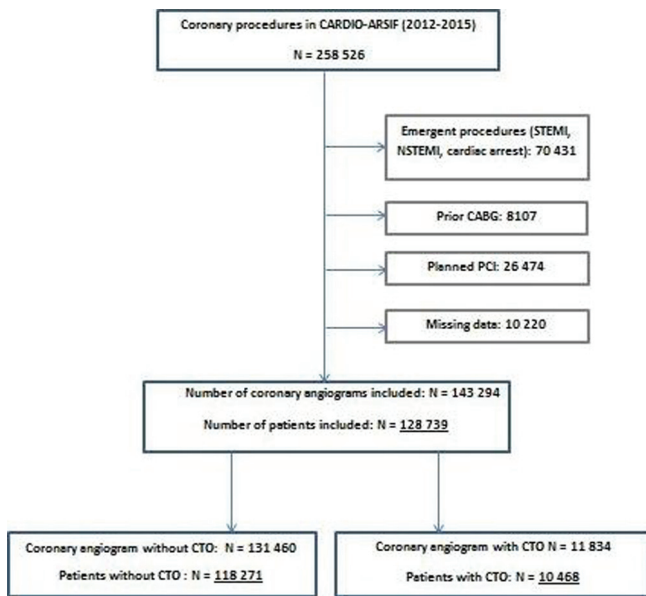 Coronary procedures in CARDIO-ARSIF (2012-2015)
N = 258 526
Emergent procedures (STEMI,
NSTEMI, cardiac arrest): 70 431
Prior CABG: 8107
Planned PCI: 26 474
Missing data: 10 220
Number of coronary angiograms included: N = 143 294
Number of patients included: N = 128 739
Coronary angiogram without CTO: N = 131 460
Patients without CTO : N = 118 271
Coronary angiogram with CTO N = 11 834
Patients with CTO: N = 10 468